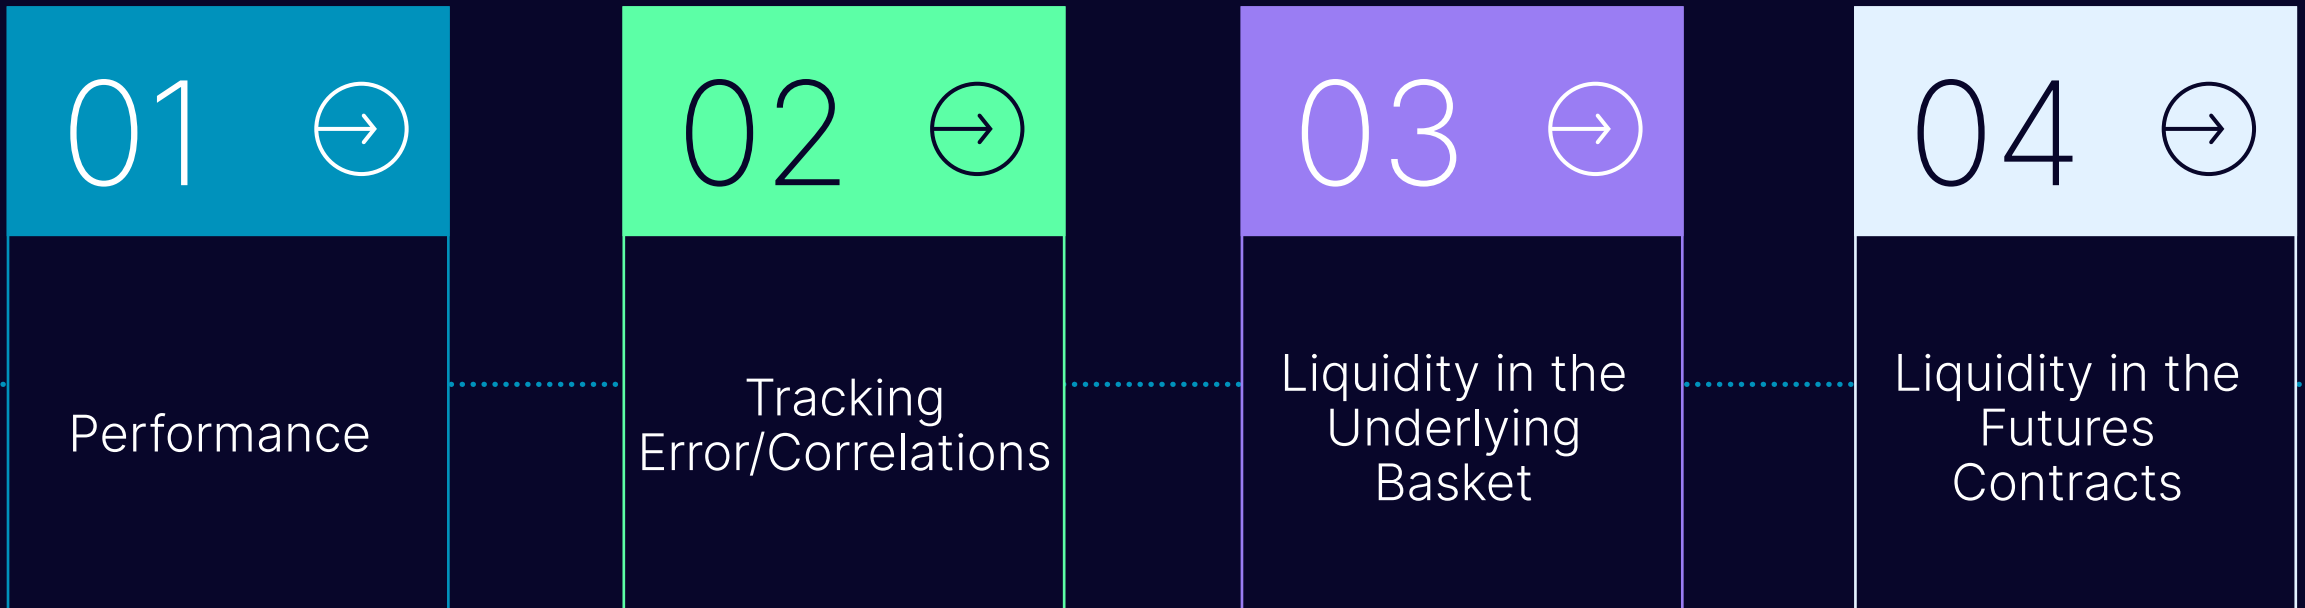 01
Performance
02
Tracking
Error/Correlations
03
Liquidity in the
Underlying
Basket
04
Liquidity in the
Futures
Contracts